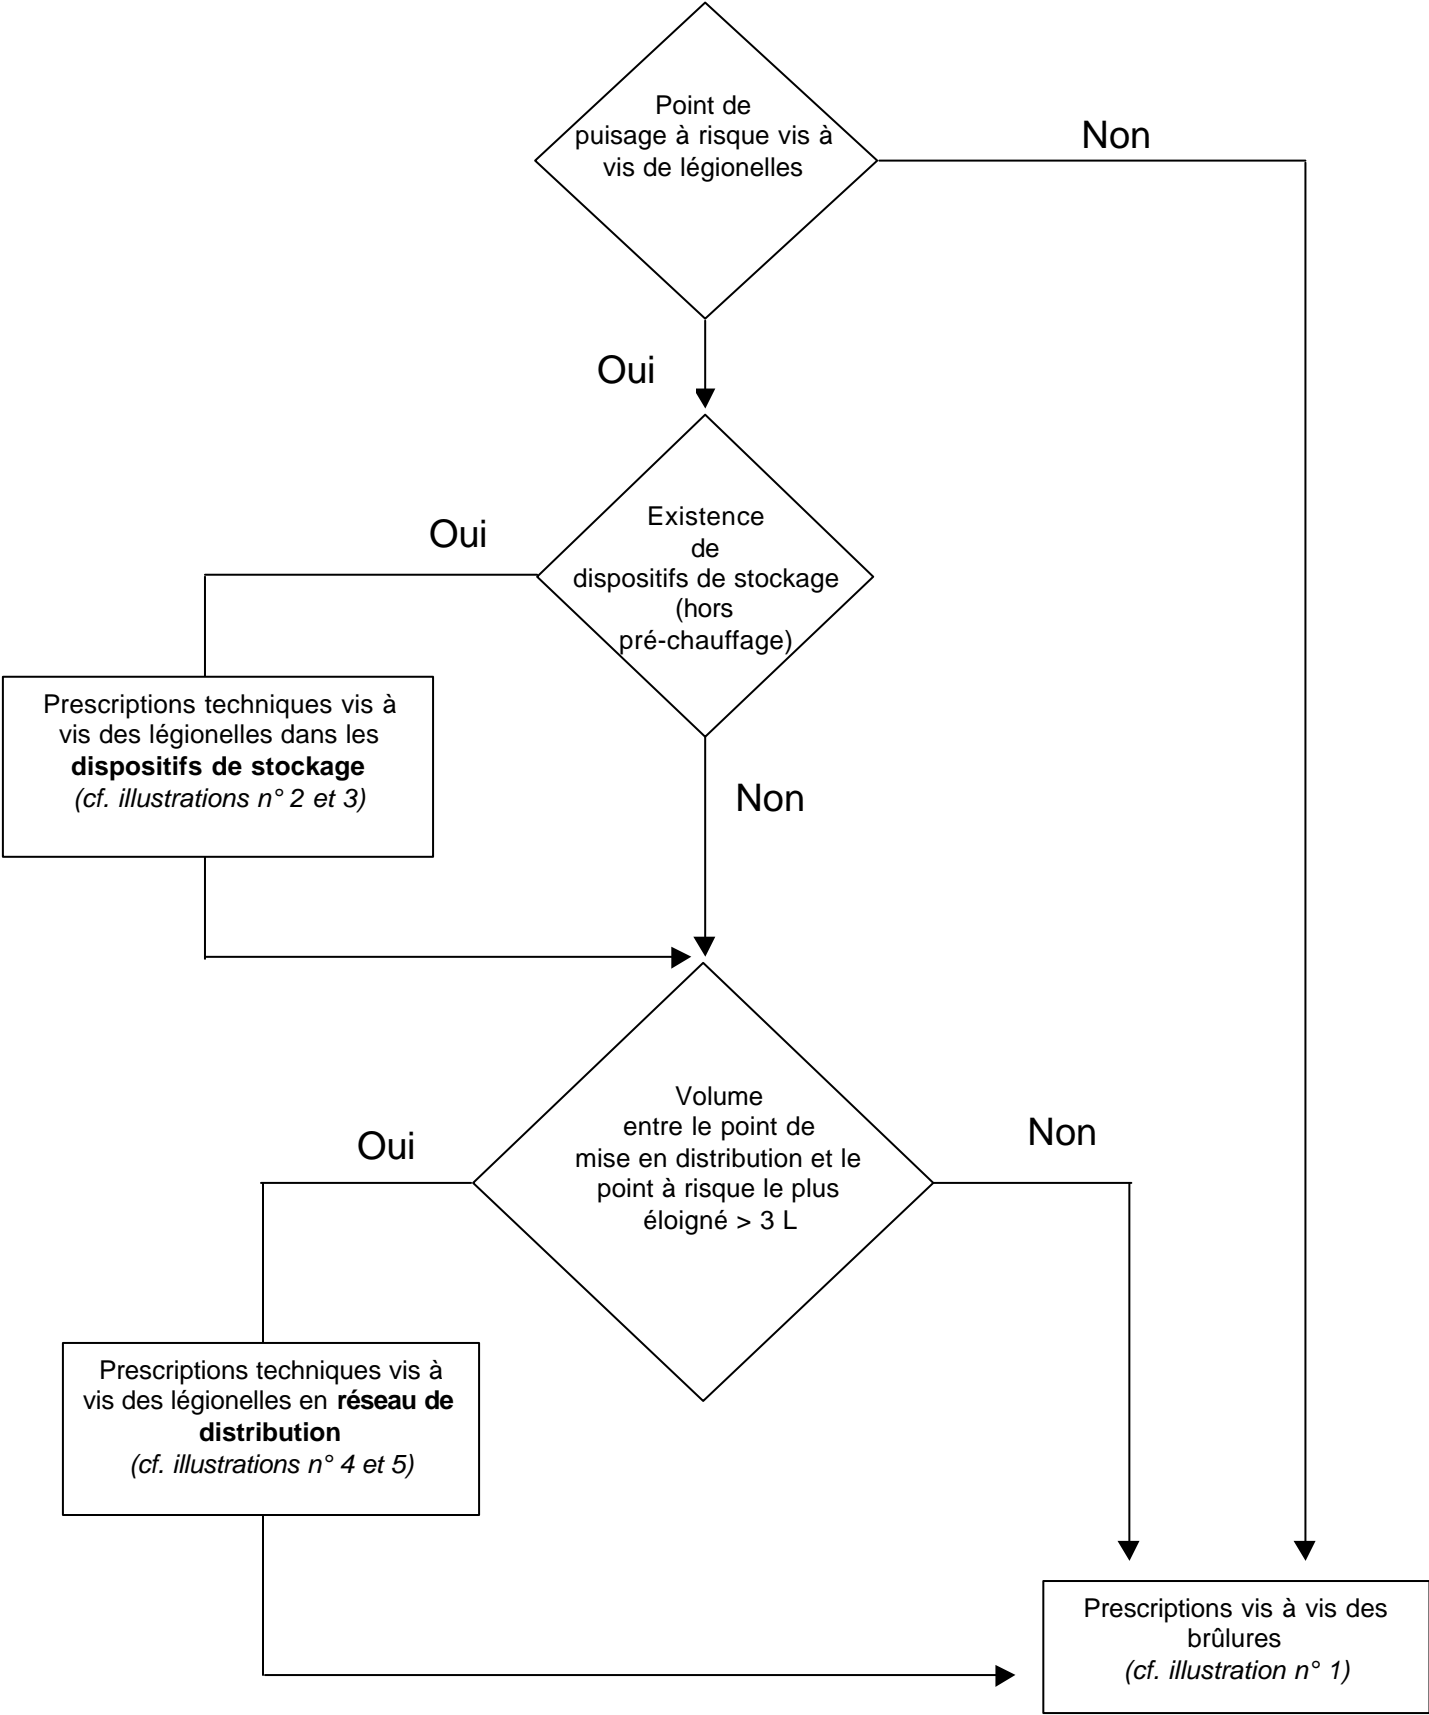 Point de
puisage à risque vis à
vis de légionelles
Non
Oui
Existence
de
dispositifs de stockage
(hors
pré-chauffage)
Oui
Prescriptions techniques vis à
vis des légionelles dans les
dispositifs de stockage
(cf. illustrations n° 2 et 3)
Non
Volume
entre le point de
mise en distribution et le
point à risque le plus
éloigné > 3 L
Oui
Non
Prescriptions techniques vis à
vis des légionelles en réseau de
distribution
(cf. illustrations n° 4 et 5)
Prescriptions vis à vis des
brûlures
(cf. illustration n° 1)